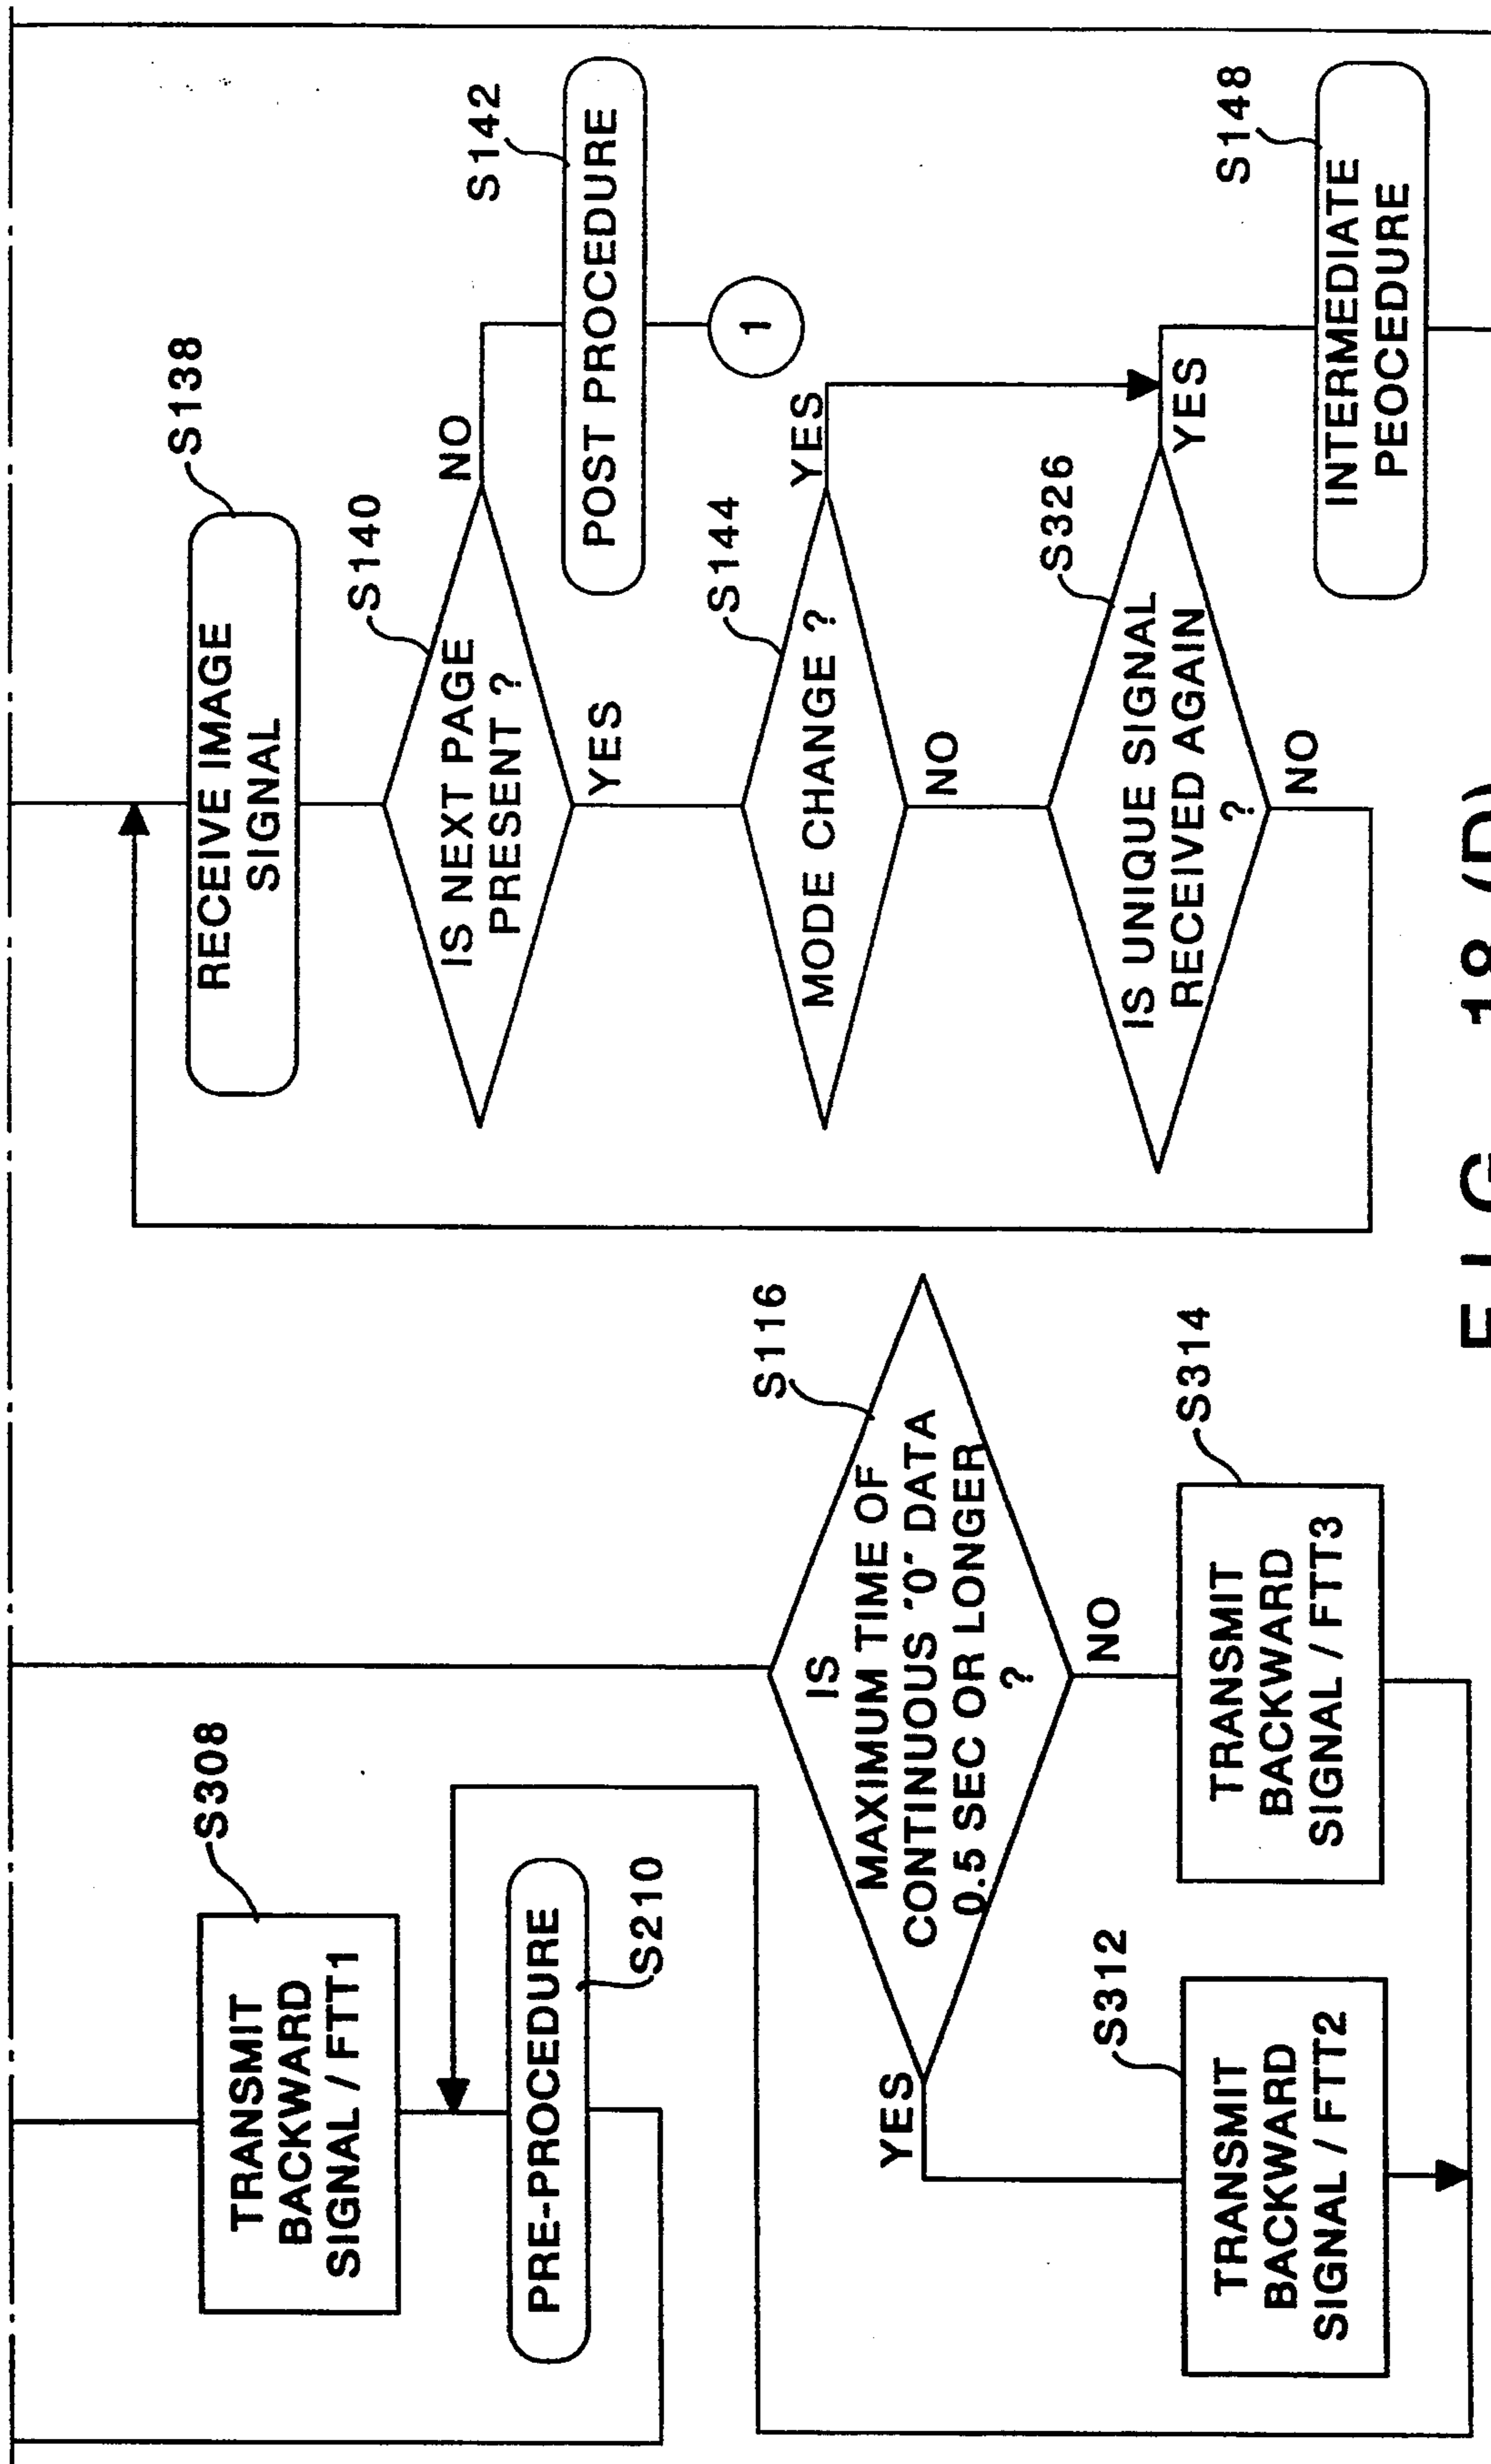 S308
TRANSMIT
BACKWARD
SIGNAL / FTT1
PRE-PROCEDURE
S210
S116
IS
MAXIMUM TIME OF
CONTINUOUS "0" DATA
0.5 SEC OR LONGER
?
YES
NO
S312
TRANSMIT
BACKWARD
SIGNAL / FTT2
S314
TRANSMIT
BACKWARD
SIGNAL / FTT3
S138
RECEIVE IMAGE
SIGNAL
S140
IS NEXT PAGE
PRESENT ?
NO
YES
S142
POST PROCEDURE
1
S144
MODE CHANGE ?
YES
NO
S326
IS UNIQUE SIGNAL
RECEIVED AGAIN
?
YES
NO
S148
INTERMEDIATE
PEOCEDURE
FIG. 18 (D)